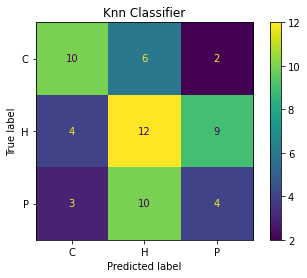 Knn Classifier
12
C 10 6 2
10
8
True label
H 4 12 9
6
P 3 10 4
4
2
C H P
Predicted label